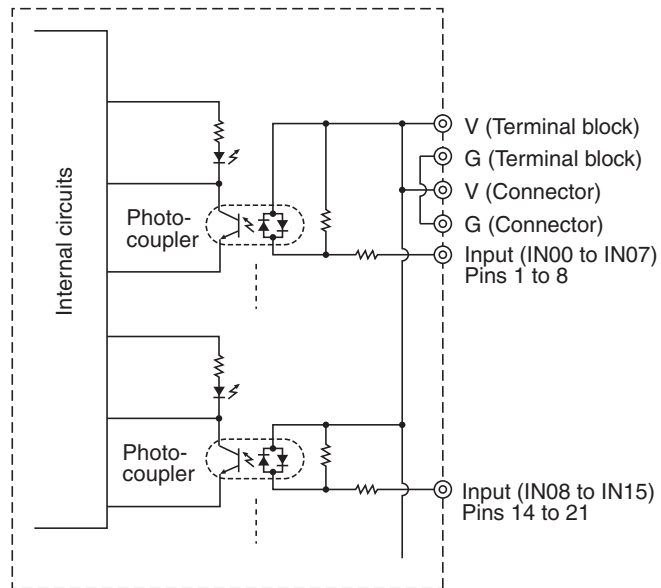 Internal circuits
Photo-
coupler
V (Terminal block)
G (Terminal block)
V (Connector)
G (Connector)
Input (IN00 to IN07)
Pins 1 to 8
Photo-
coupler
Input (IN08 to IN15)
Pins 14 to 21